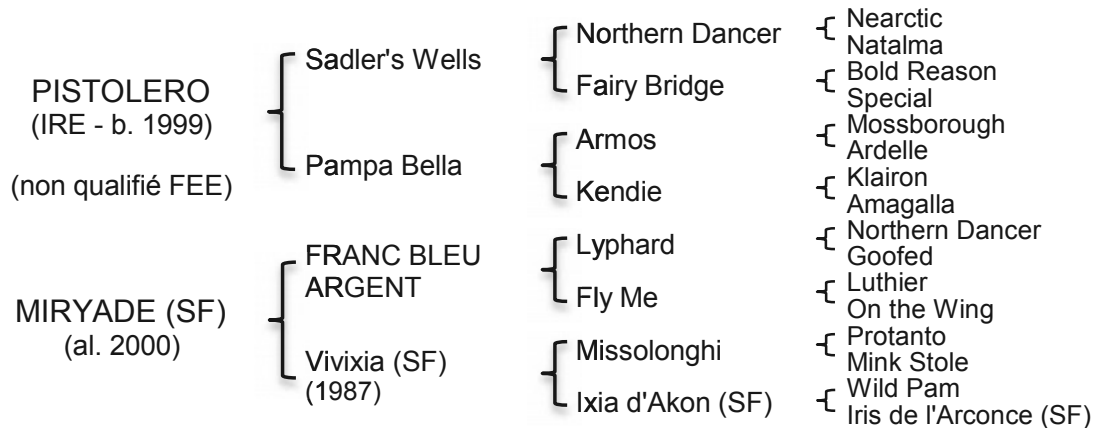 PISTOLERO
(IRE - b. 1999)
(non qualifié FEE)
MIRYADE (SF)
(al. 2000)
Sadler's Wells
Pampa Bella
FRANC BLEU
ARGENT
Vivixia (SF)
(1987)
Northern Dancer
Fairy Bridge
Armos
Kendie
Lyphard
Fly Me
Missolonghi
Ixia d'Akon (SF)
Nearctic
Natalma
Bold Reason
Special
Mossborough
Ardelle
Klairon
Amagalla
Northern Dancer
Goofed
Luthier
On the Wing
Protanto
Mink Stole
Wild Pam
Iris de l'Arconce (SF)